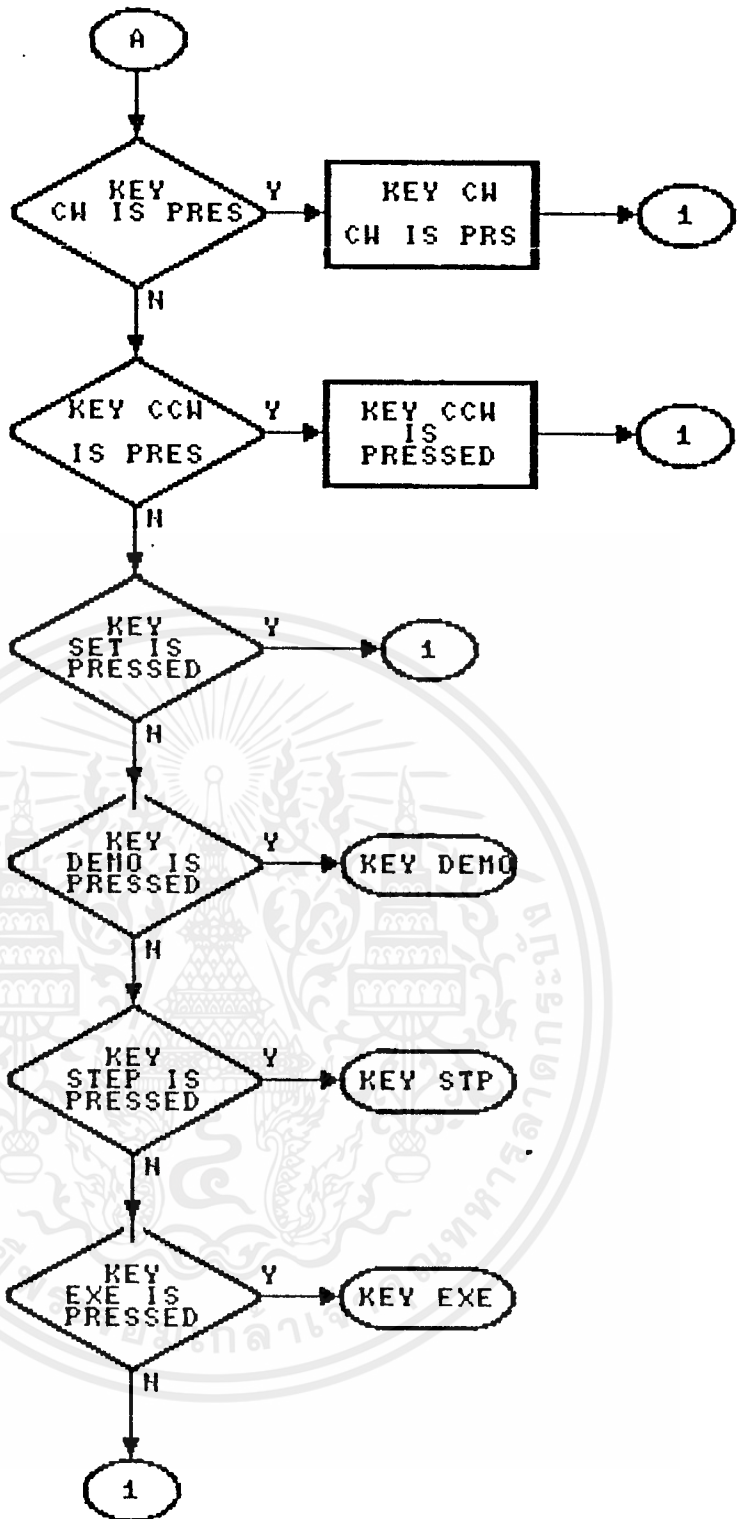 A
KEY
CW IS PRES
Y
KEY CW
CW IS PRS
1
N
KEY CCW
IS PRES
Y
KEY CCW
IS
PRESSED
1
N
KEY
SET IS
PRESSED
Y
1
N
KEY
DEMO IS
PRESSED
Y
KEY DEMO
N
KEY
STEP IS
PRESSED
Y
KEY STP
N
KEY
EXE IS
PRESSED
Y
KEY EXE
N
1